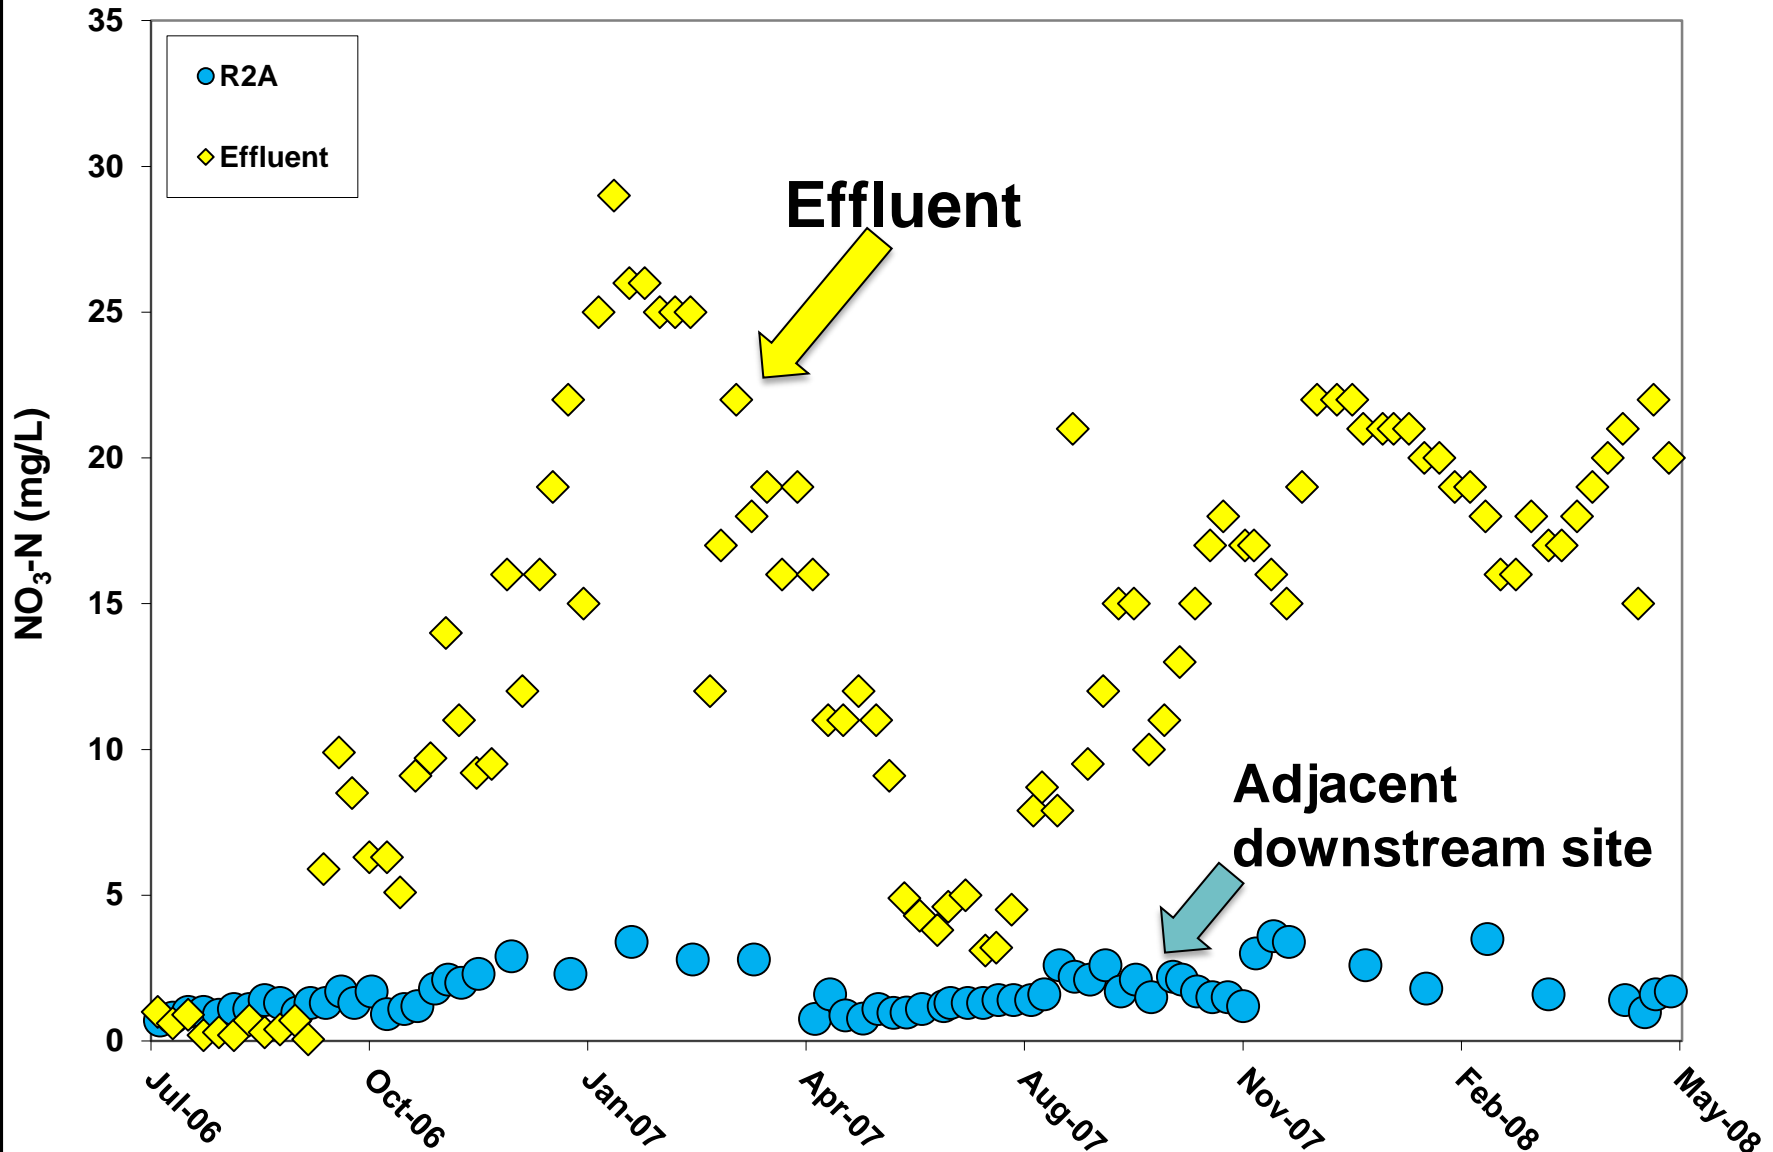 35
30
25
20
15
10
5
0
NO₃-N (mg/L)
R2A
Effluent
Effluent
Adjacent
downstream site
Jul-06
Oct-06
Jan-07
Apr-07
Aug-07
Nov-07
Feb-08
May-08